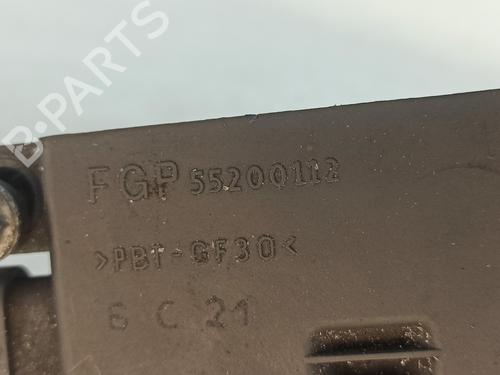 B-PARTS
FGP 55200112
>PBT-GF30<
6 C 21